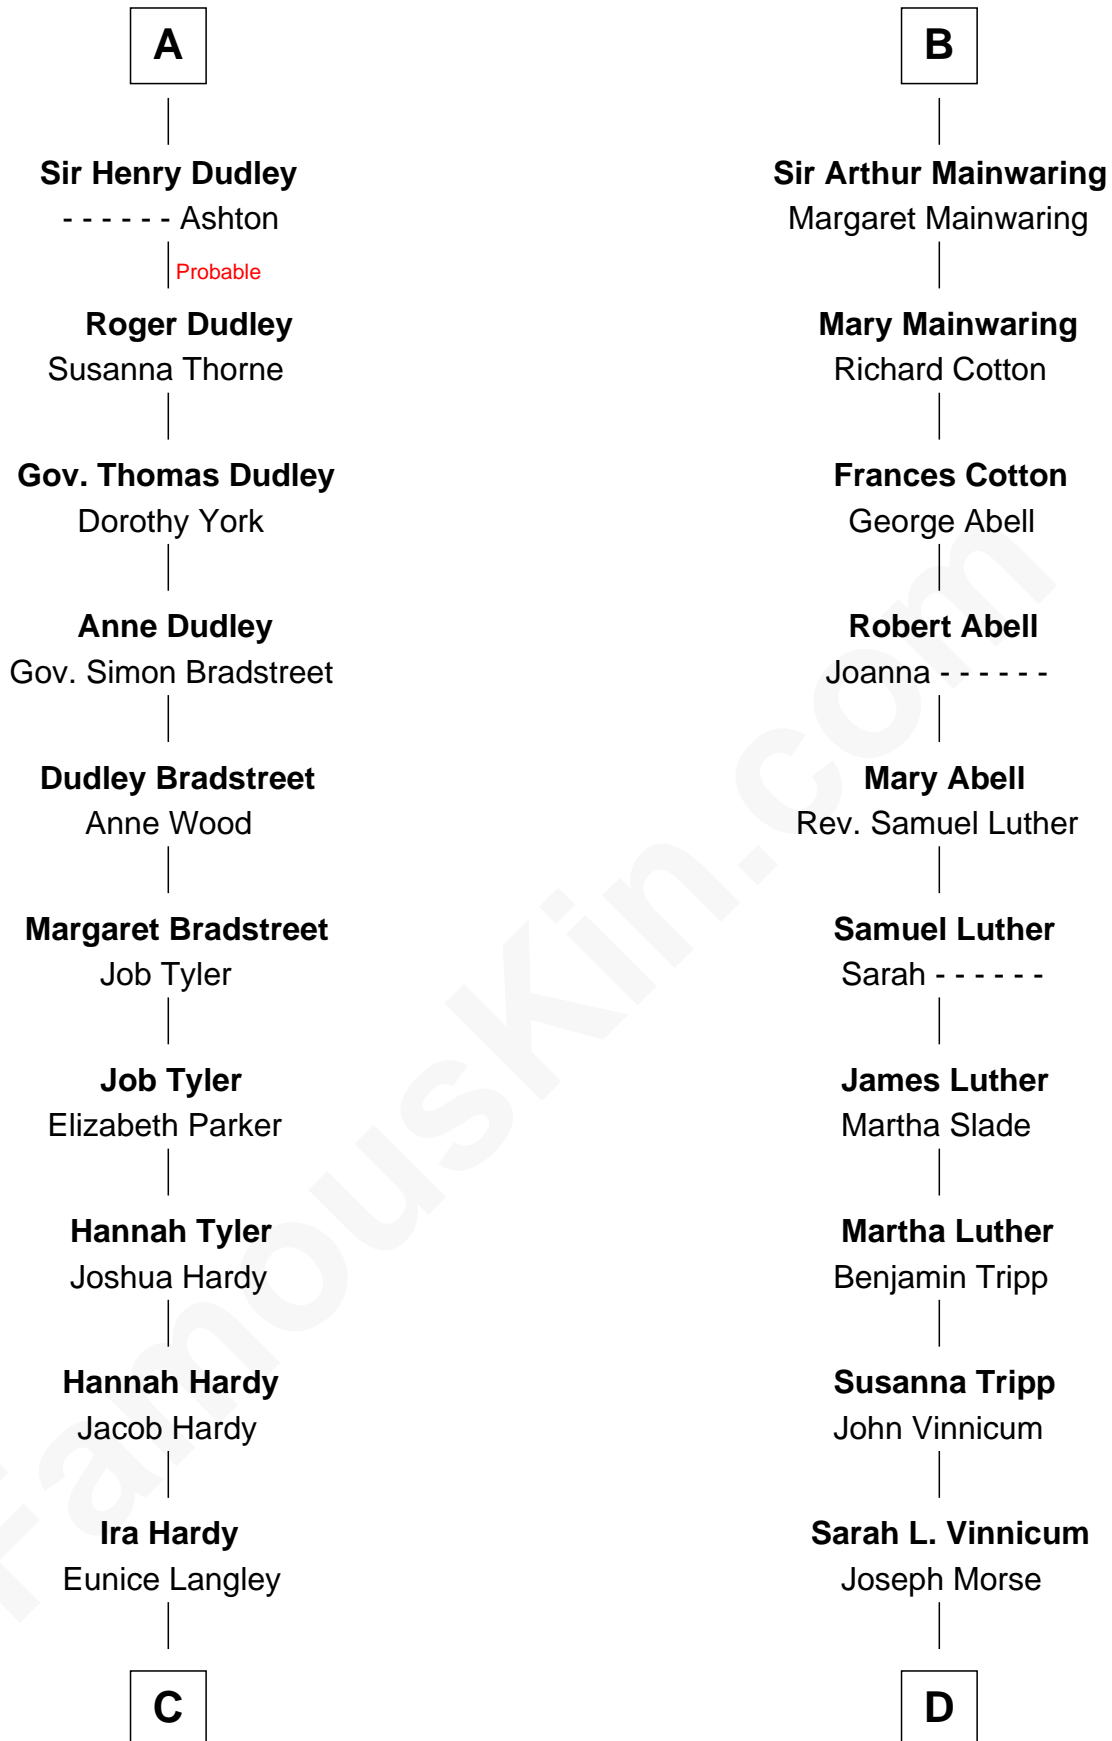 A
Sir Henry Dudley
- - - - - - Ashton
Probable
Roger Dudley
Susanna Thorne
Gov. Thomas Dudley
Dorothy York
Anne Dudley
Gov. Simon Bradstreet
Dudley Bradstreet
Anne Wood
Margaret Bradstreet
Job Tyler
Job Tyler
Elizabeth Parker
Hannah Tyler
Joshua Hardy
Hannah Hardy
Jacob Hardy
Ira Hardy
Eunice Langley
C
B
Sir Arthur Mainwaring
Margaret Mainwaring
Mary Mainwaring
Richard Cotton
Frances Cotton
George Abell
Robert Abell
Joanna - - - - - -
Mary Abell
Rev. Samuel Luther
Samuel Luther
Sarah - - - - - -
James Luther
Martha Slade
Martha Luther
Benjamin Tripp
Susanna Tripp
John Vinnicum
Sarah L. Vinnicum
Joseph Morse
D
FamousKin.com